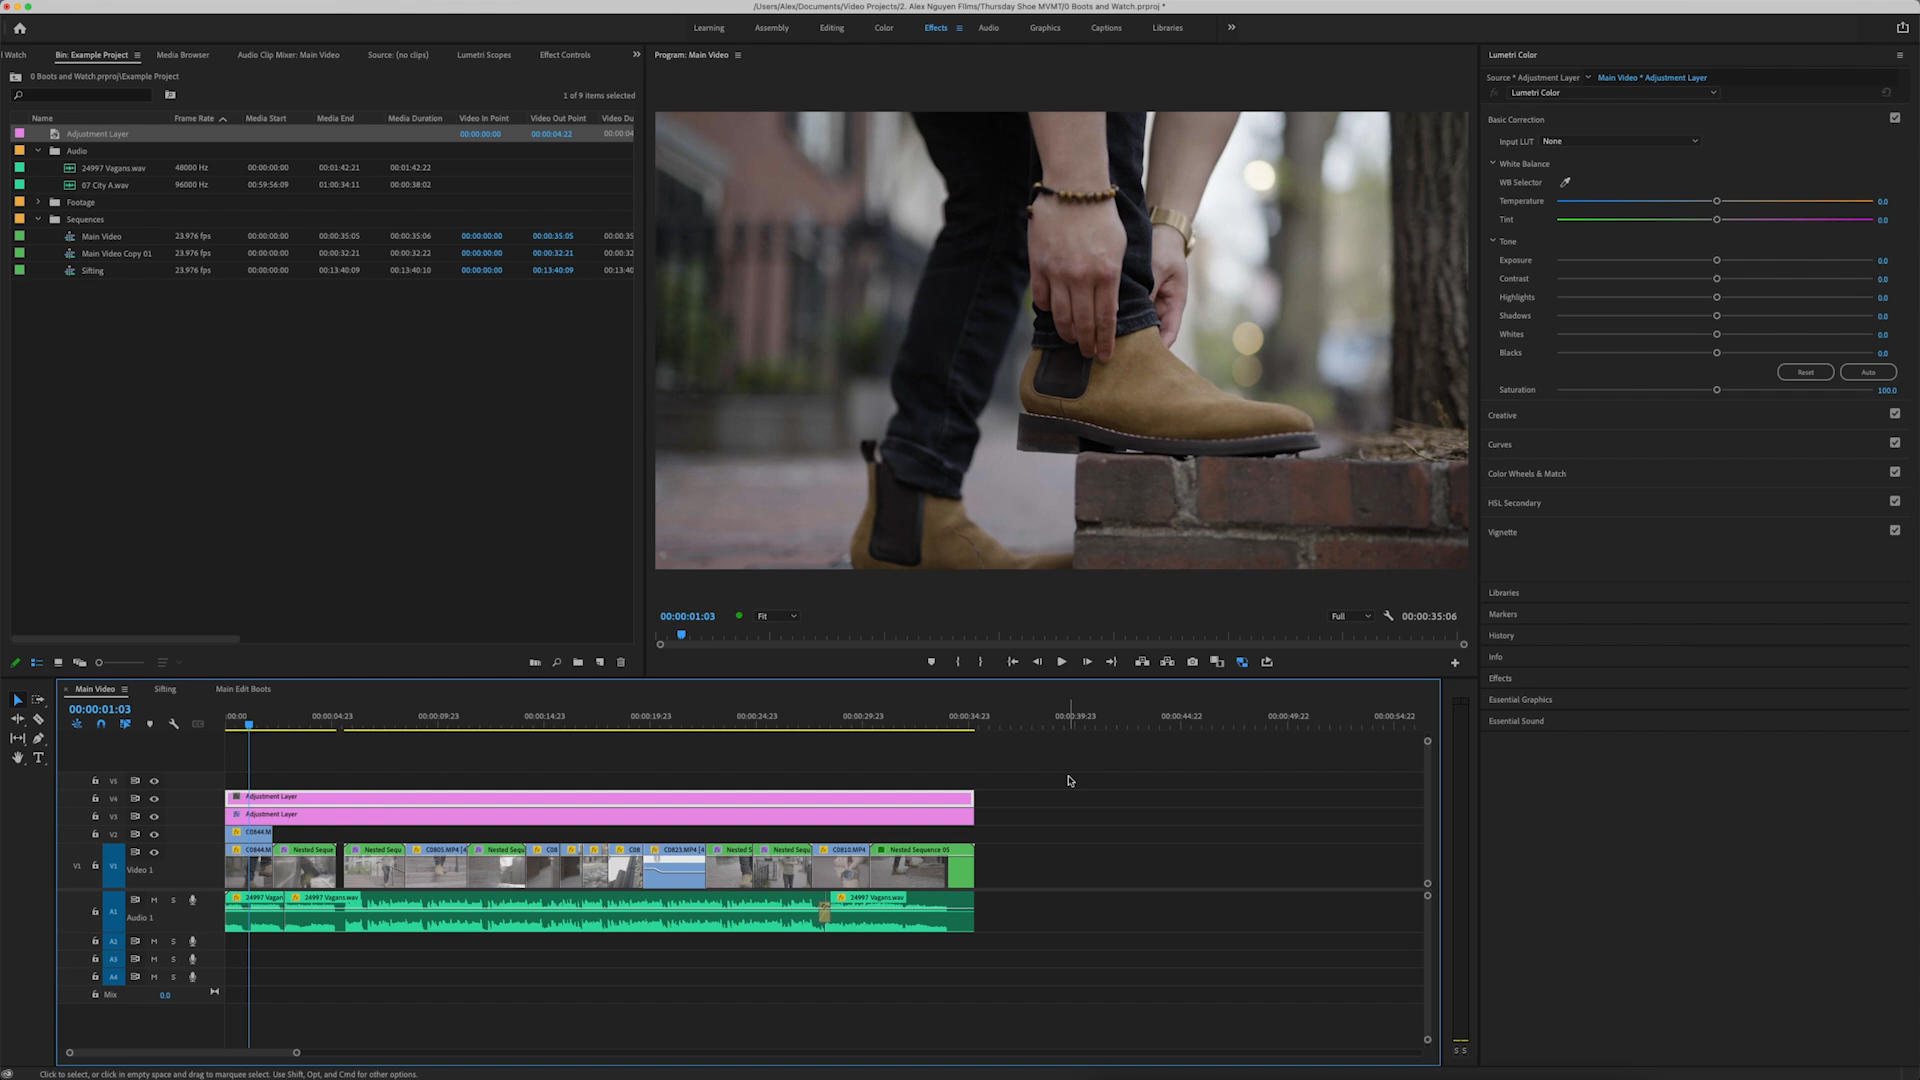 /Users/Alex/Documents/Video Projects/2. Alex Nguyen Films/Thursday Shoe MVMT/0 Boots and Watch.prproj *
Learning Assembly Editing Color Effects Audio Graphics Captions Libraries
Watch Bin: Example Project Media Browser Audio Clip Mixer: Main Video Source: (no clips) Lumetri Scopes Effect Controls
0 Boots and Watch.prproj\Example Project
1 of 9 items selected
Name Frame Rate Media Start Media End Media Duration Video In Point Video Out Point Video Du
Adjustment Layer 00:00:00:00 00:00:04:22 00:00:04
Audio
24997 Vagans.wav 48000 Hz 00:00:00:00 00:01:42:21 00:01:42:22
07 City A.wav 96000 Hz 00:59:56:09 01:00:34:11 00:00:38:02
Footage
Sequences
Main Video 23.976 fps 00:00:00:00 00:00:35:05 00:00:35:06 00:00:00:00 00:00:35:05 00:00:35
Main Video Copy 01 23.976 fps 00:00:00:00 00:00:32:21 00:00:32:22 00:00:00:00 00:00:32:21 00:00:32
Sifting 23.976 fps 00:00:00:00 00:13:40:09 00:13:40:10 00:00:00:00 00:13:40:09 00:13:40
Program: Main Video
00:00:01:03 Fit Full 00:00:35:06
Lumetri Color
Source * Adjustment Layer Main Video * Adjustment Layer
fx Lumetri Color
Basic Correction
Input LUT None
White Balance
WB Selector
Temperature 0.0
Tint 0.0
Tone
Exposure 0.0
Contrast 0.0
Highlights 0.0
Shadows 0.0
Whites 0.0
Blacks 0.0
Reset Auto
Saturation 100.0
Creative
Curves
Color Wheels & Match
HSL Secondary
Vignette
Libraries
Markers
History
Info
Effects
Essential Graphics
Essential Sound
Main Video Sifting Main Edit Boots
00:00:01:03
:00:00 00:00:04:23 00:00:09:23 00:00:14:23 00:00:19:23 00:00:24:23 00:00:29:23 00:00:34:23 00:00:39:23 00:00:44:22 00:00:49:22 00:00:54:22
V5
V4 Adjustment Layer
V3 Adjustment Layer
V2 C0844.M
V1 V1 Video 1 C0844.M Nested Seque Nested Sequ C0805.MP4 [4 Nested Sequ C08 C08 C0823.MP4 [4 Nested S Nested Sequ C0810.MP4 Nested Sequence 05
A1 M S Audio 1 24997 Vagan 24997 Vagans.wav 24997 Vagans.wav
A2 M S
A3 M S
A4 M S
Mix 0.0
S S
Click to select, or click in empty space and drag to marquee select. Use Shift, Opt, and Cmd for other options.